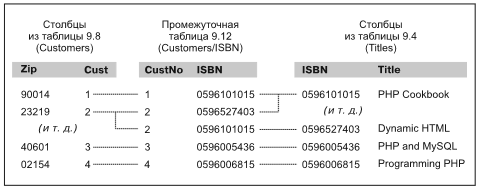 Столбцы Промежуточная Столбцы
из таблицы 9.8 таблица 9.12 из таблицы 9.4
(Customers) (Customers/ISBN) (Titles)
Zip Cust CustNo ISBN ISBN Title
90014 1 1 0596101015 0596101015 PHP Cookbook
23219 2 2 0596527403 (и т. д.)
(и т. д.) 2 0596101015 0596527403 Dynamic HTML
40601 3 3 0596005436 0596005436 PHP and MySQL
02154 4 4 0596006815 0596006815 Programming PHP